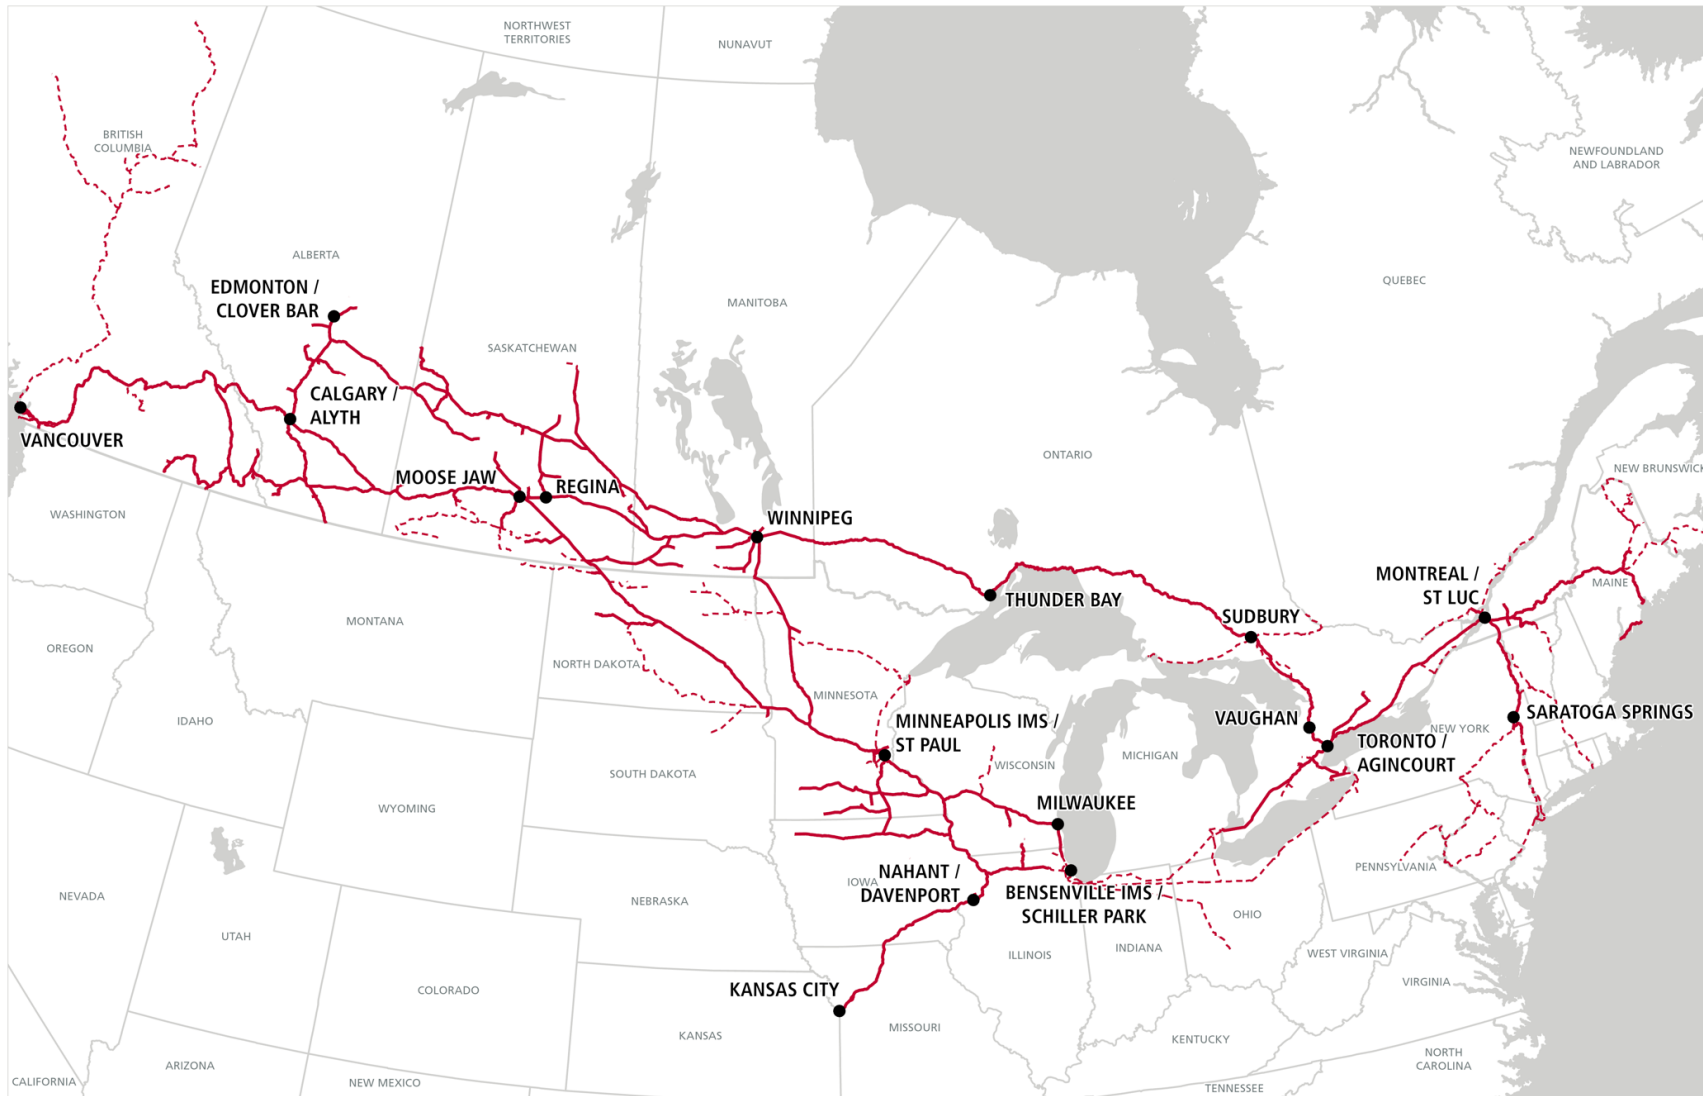 NORTHWEST
TERRITORIES
NUNAVUT
BRITISH
COLUMBIA
NEWFOUNDLAND
AND LABRADOR
ALBERTA
EDMONTON /
CLOVER BAR
SASKATCHEWAN
MANITOBA
QUEBEC
CALGARY /
ALYTH
VANCOUVER
MOOSE JAW
REGINA
ONTARIO
NEW BRUNSWICK
WASHINGTON
WINNIPEG
THUNDER BAY
SUDBURY
MONTREAL /
ST LUC
MAINE
MONTANA
OREGON
NORTH DAKOTA
MINNESOTA
IDAHO
MINNEAPOLIS IMS /
ST PAUL
VAUGHAN
SARATOGA SPRINGS
NEW YORK
TORONTO /
AGINCOURT
MICHIGAN
WISCONSIN
SOUTH DAKOTA
WYOMING
MILWAUKEE
NEVADA
NEBRASKA
IOWA
NAHANT /
DAVENPORT
BENSENVILLE IMS /
SCHILLER PARK
PENNSYLVANIA
OHIO
UTAH
ILLINOIS
INDIANA
WEST VIRGINIA
VIRGINIA
COLORADO
KANSAS CITY
KANSAS
MISSOURI
KENTUCKY
NORTH
CAROLINA
CALIFORNIA
ARIZONA
NEW MEXICO
TENNESSEE